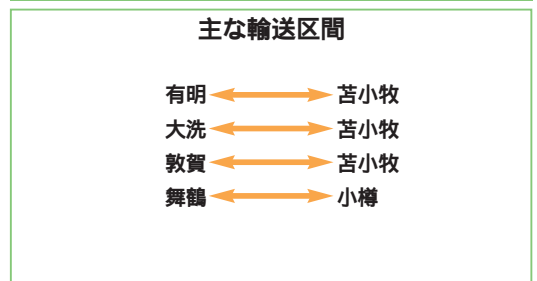 主な輸送区間
有明 苫小牧
大洗 苫小牧
敦賀 苫小牧
舞鶴 小樽